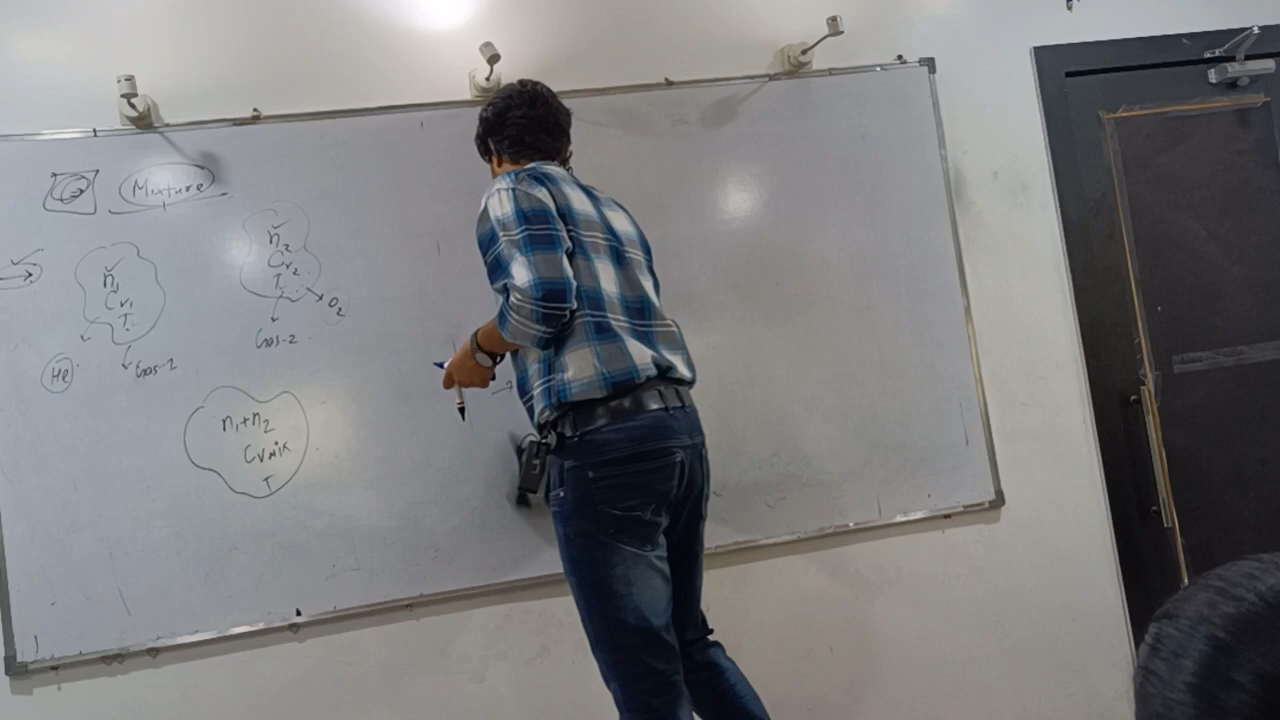 Mixture
n₁
Cv₁
T
He
Gas-2
n₂
Cv₂
T
O₂
Gas-2
n₁+n₂
Cvmix
T